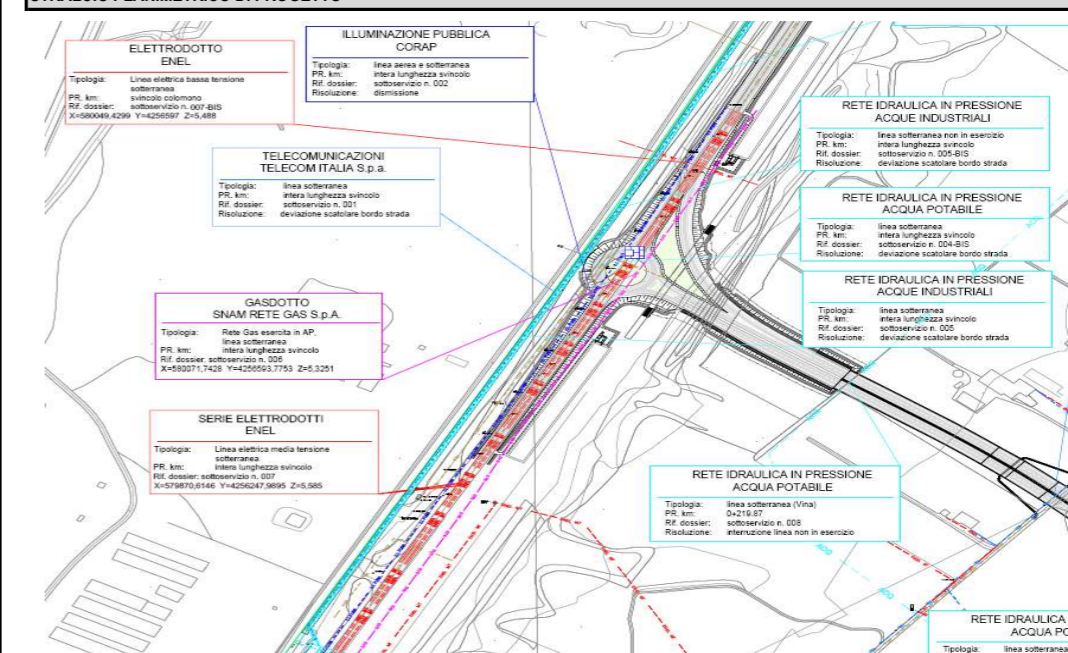 STRALCIO PLANIMETRICO DI PROGETTO
ELETTRODOTTO
ENEL
Tipologia: Linea elettrica bassa tensione
sotterranea
PR. km: svincolo colomono
Rif. dossier: sottoservizio n. 007-BIS
X=580049,4299 Y=4256597 Z=5,488
ILLUMINAZIONE PUBBLICA
CORAP
Tipologia: linea aerea e sotterranea
PR. km: intera lunghezza svincolo
Rif. dossier: sottoservizio n. 002
Risoluzione: dismissione
TELECOMUNICAZIONI
TELECOM ITALIA S.p.a.
Tipologia: linea sotterranea
PR. km: intera lunghezza svincolo
Rif. dossier: sottoservizio n. 001
Risoluzione: deviazione scatolare bordo strada
GASDOTTO
SNAM RETE GAS S.p.A.
Tipologia: Rete Gas esercita in AP.
linea sotterranea
PR. km: intera lunghezza svincolo
Rif. dossier: sottoservizio n. 006
X=580071,7428 Y=4256593,7753 Z=5,3251
SERIE ELETTRODOTTI
ENEL
Tipologia: Linea elettrica media tensione
sotterranea
PR. km: intera lunghezza svincolo
Rif. dossier: sottoservizio n. 007
X=579870,6146 Y=4256247,9895 Z=5,585
RETE IDRAULICA IN PRESSIONE
ACQUE INDUSTRIALI
Tipologia: linea sotterranea non in esercizio
PR. km: intera lunghezza svincolo
Rif. dossier: sottoservizio n. 005-BIS
Risoluzione: deviazione scatolare bordo strada
RETE IDRAULICA IN PRESSIONE
ACQUA POTABILE
Tipologia: linea sotterranea
PR. km: intera lunghezza svincolo
Rif. dossier: sottoservizio n. 004-BIS
Risoluzione: deviazione scatolare bordo strada
RETE IDRAULICA IN PRESSIONE
ACQUE INDUSTRIALI
Tipologia: linea sotterranea
PR. km: intera lunghezza svincolo
Rif. dossier: sottoservizio n. 005
Risoluzione: deviazione scatolare bordo strada
RETE IDRAULICA IN PRESSIONE
ACQUA POTABILE
Tipologia: linea sotterranea (Vina)
PR. km: 0+219.87
Rif. dossier: sottoservizio n. 008
Risoluzione: interruzione linea non in esercizio
ADQ
ADQ
RETE IDRAULICA
ACQUA PO
Tipologia: linea sotterranea